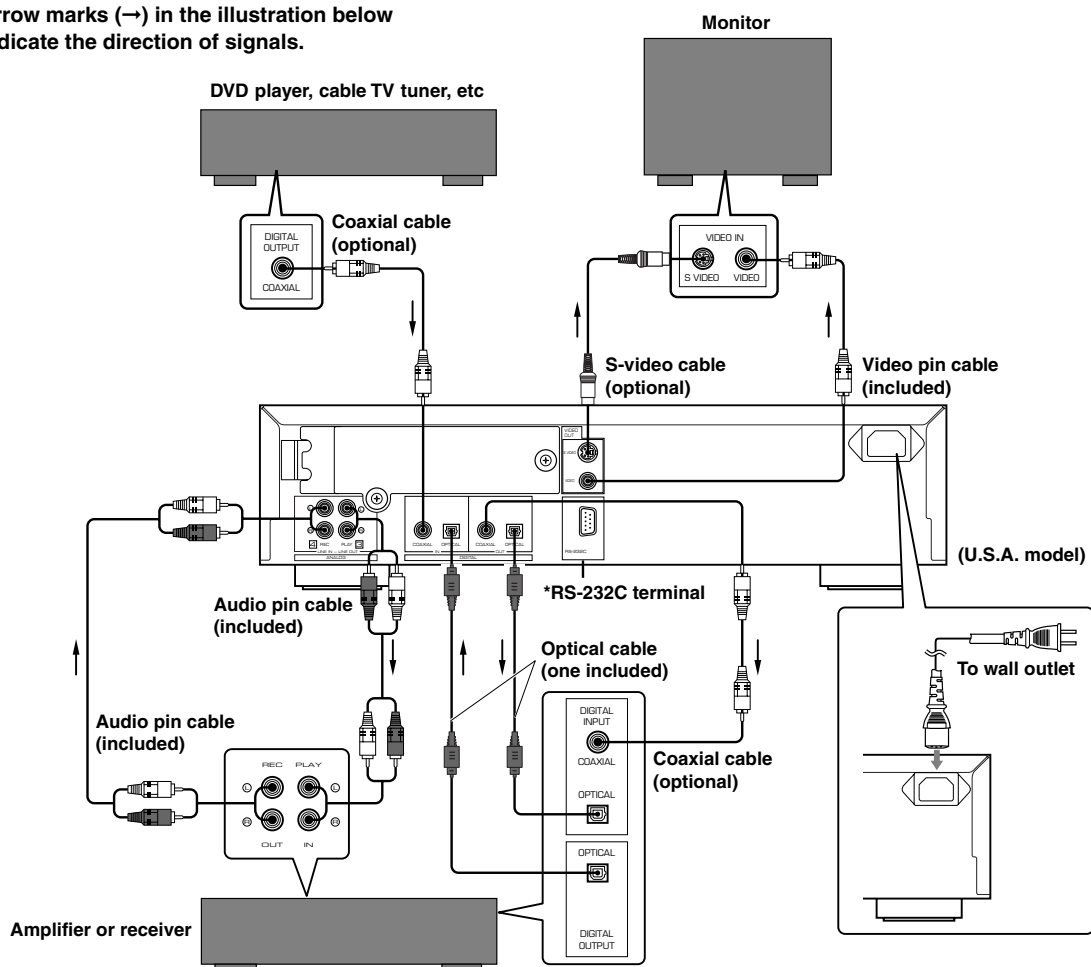 rrow marks (→) in the illustration below
dicate the direction of signals.
Monitor
DVD player, cable TV tuner, etc
DIGITAL
OUTPUT
COAXIAL
Coaxial cable
(optional)
VIDEO IN
S VIDEO VIDEO
S-video cable
(optional)
Video pin cable
(included)
VIDEO
OUT
S VIDEO
VIDEO
L L
R R
REC PLAY
LINE IN – LINE OUT
ANALOG
COAXIAL OPTICAL COAXIAL OPTICAL
IN OUT
DIGITAL
RS-232C
(U.S.A. model)
*RS-232C terminal
Audio pin cable
(included)
Optical cable
(one included)
To wall outlet
Audio pin cable
(included)
REC PLAY
L L
R R
OUT IN
DIGITAL
INPUT
COAXIAL
OPTICAL
OPTICAL
DIGITAL
OUTPUT
Coaxial cable
(optional)
Amplifier or receiver